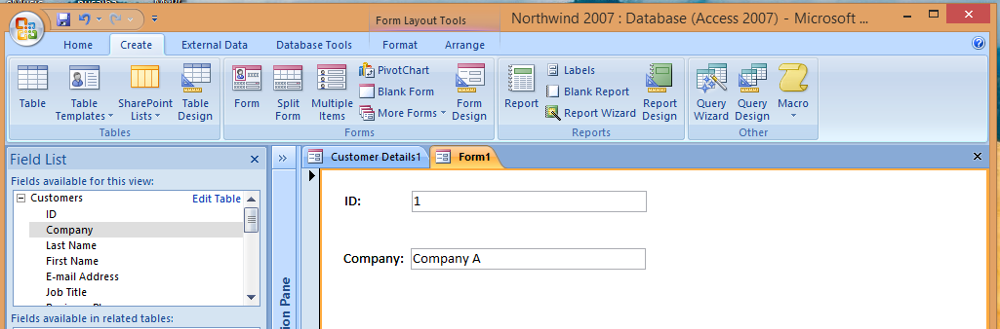 Form Layout Tools
Northwind 2007 : Database (Access 2007) - Microsoft ...
Home Create External Data Database Tools Format Arrange
Table
Table Templates
SharePoint Lists
Table Design
Tables
Form
Split Form
Multiple Items
PivotChart
Blank Form
More Forms
Form Design
Forms
Report
Labels
Blank Report
Report Wizard
Report Design
Reports
Query Wizard
Query Design
Macro
Other
Field List
Fields available for this view:
Customers Edit Table
ID
Company
Last Name
First Name
E-mail Address
Job Title
Fields available in related tables:
ion Pane
Customer Details1 Form1
ID: 1
Company: Company A